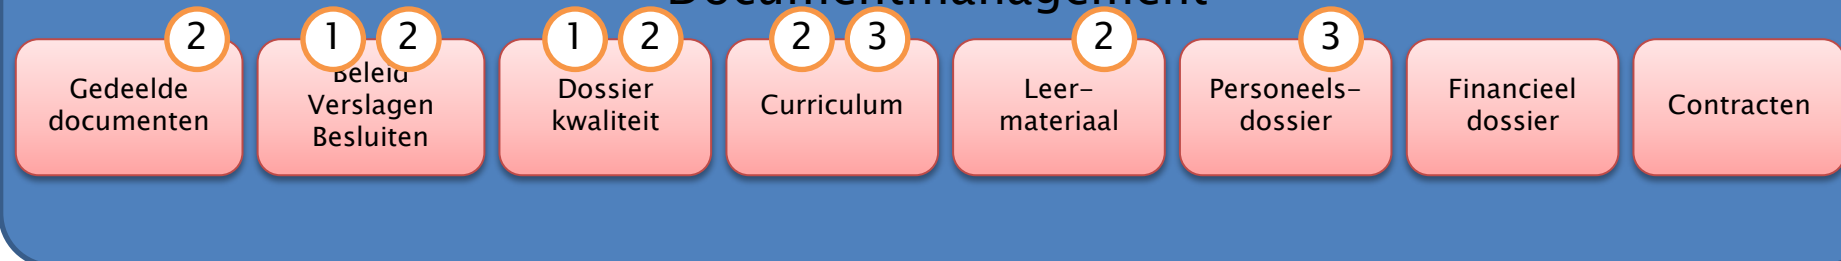 Documentmanagement
2
1 2
1 2
2 3
2
3
Gedeelde
documenten
Beleid
Verslagen
Besluiten
Dossier
kwaliteit
Curriculum
Leer-
materiaal
Personeels-
dossier
Financieel
dossier
Contracten